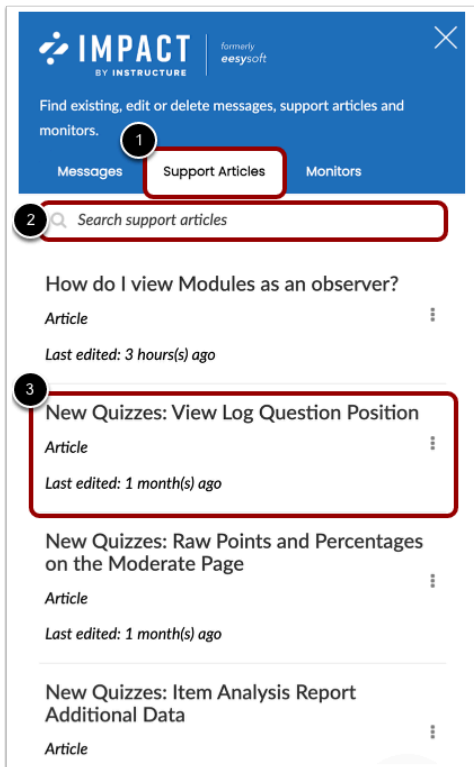 IMPACT
BY INSTRUCTURE
formerly
eesysoft
Find existing, edit or delete messages, support articles and
monitors.
1
Messages
Support Articles
Monitors
2
Search support articles
How do I view Modules as an observer?
Article
Last edited: 3 hours(s) ago
3
New Quizzes: View Log Question Position
Article
Last edited: 1 month(s) ago
New Quizzes: Raw Points and Percentages
on the Moderate Page
Article
Last edited: 1 month(s) ago
New Quizzes: Item Analysis Report
Additional Data
Article